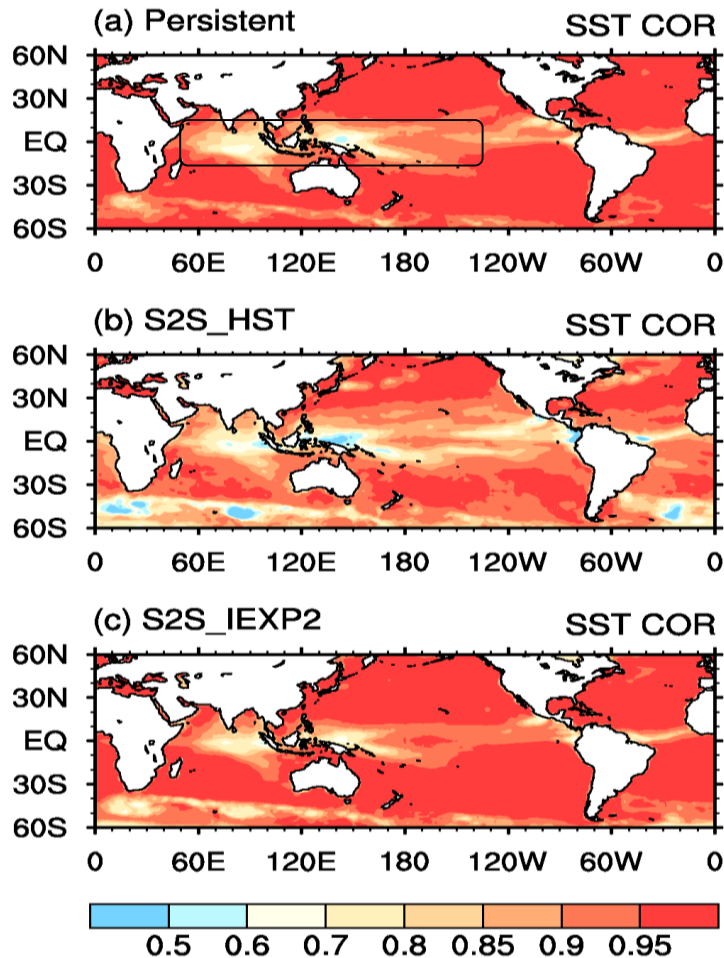 (a) Persistent SST COR
60N
30N
EQ
30S
60S
0 60E 120E 180 120W 60W 0
(b) S2S_HST SST COR
60N
30N
EQ
30S
60S
0 60E 120E 180 120W 60W 0
(c) S2S_IEXP2 SST COR
60N
30N
EQ
30S
60S
0 60E 120E 180 120W 60W 0
0.5 0.6 0.7 0.8 0.85 0.9 0.95